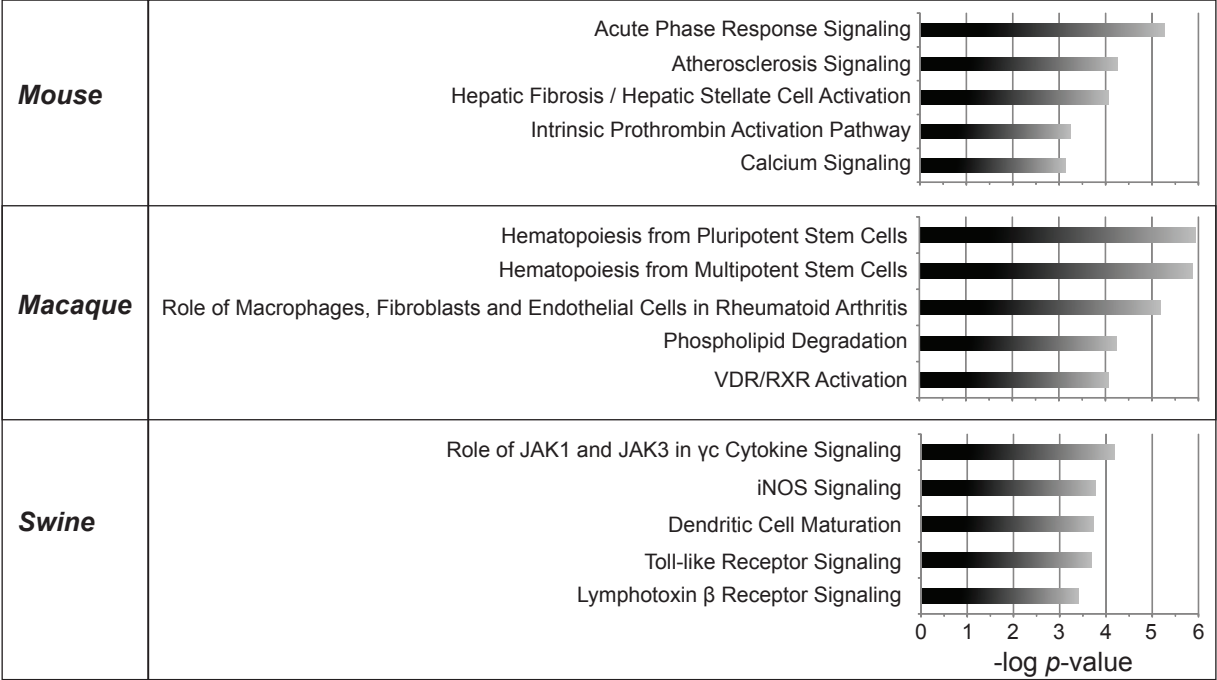 Mouse
Acute Phase Response Signaling
Atherosclerosis Signaling
Hepatic Fibrosis / Hepatic Stellate Cell Activation
Intrinsic Prothrombin Activation Pathway
Calcium Signaling
Macaque
Hematopoiesis from Pluripotent Stem Cells
Hematopoiesis from Multipotent Stem Cells
Role of Macrophages, Fibroblasts and Endothelial Cells in Rheumatoid Arthritis
Phospholipid Degradation
VDR/RXR Activation
Swine
Role of JAK1 and JAK3 in γc Cytokine Signaling
iNOS Signaling
Dendritic Cell Maturation
Toll-like Receptor Signaling
Lymphotoxin β Receptor Signaling
0 1 2 3 4 5 6
-log p-value